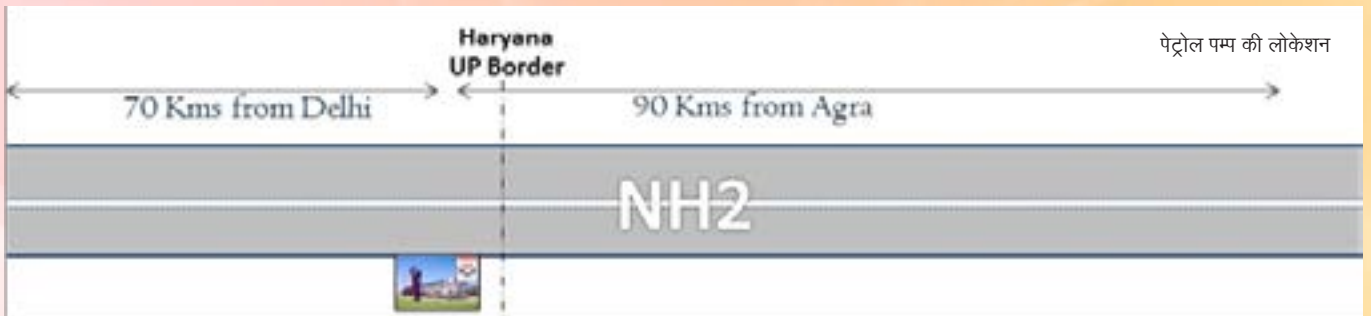 Haryana
UP Border
पेट्रोल पम्प की लोकेशन
70 Kms from Delhi
90 Kms from Agra
NH2